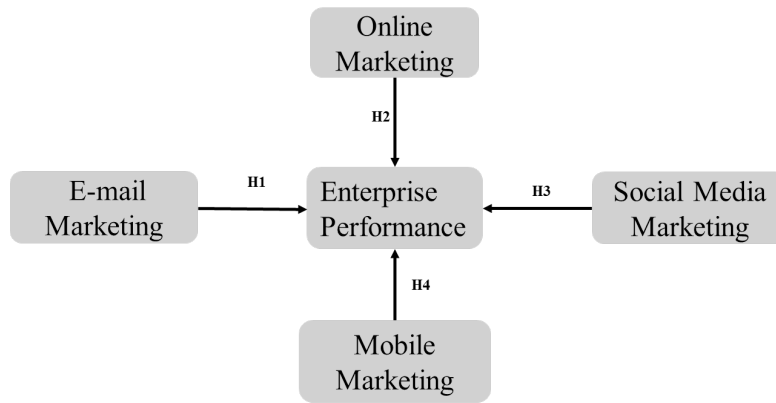 Online
Marketing
H2
E-mail
Marketing
H1
Enterprise
Performance
H3
Social Media
Marketing
H4
Mobile
Marketing